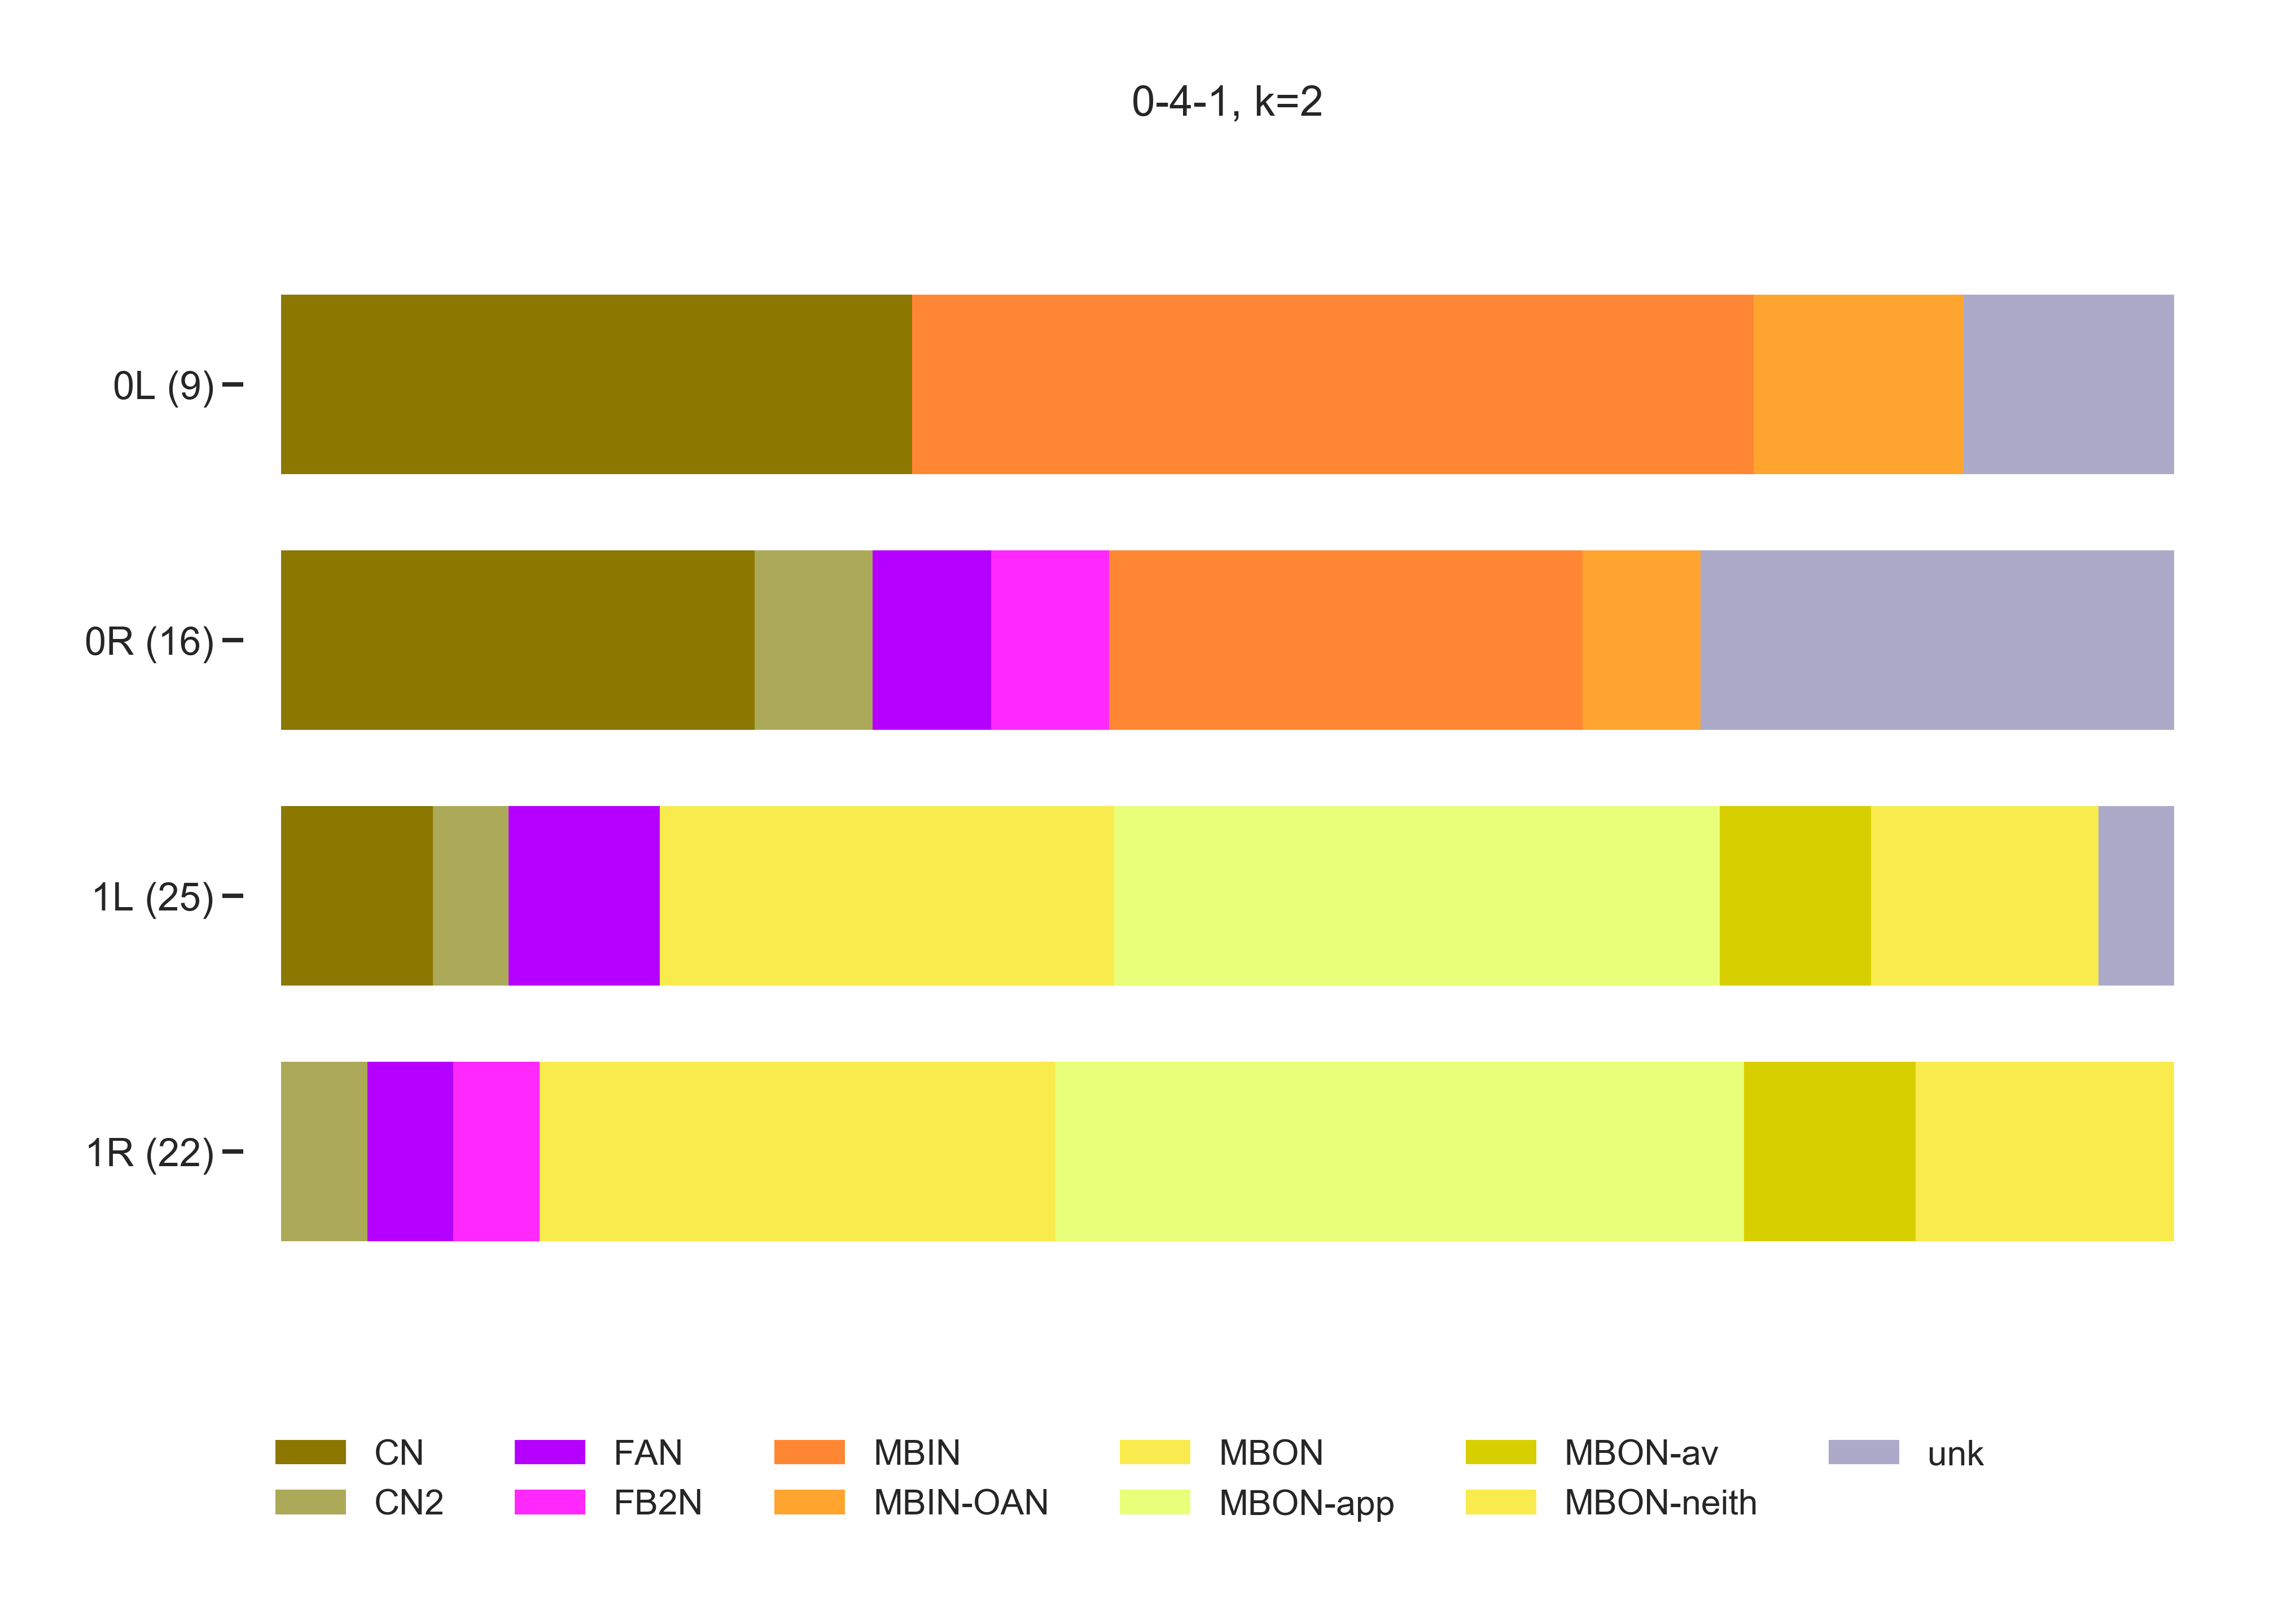 0-4-1, k=2
0L (9)
0R (16)
1L (25)
1R (22)
CN FAN MBIN MBON MBON-av unk
CN2 FB2N MBIN-OAN MBON-app MBON-neith